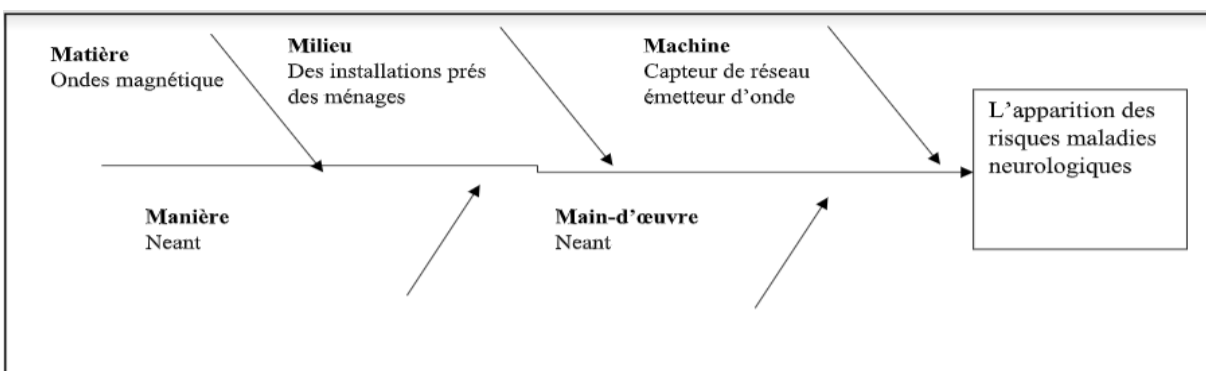 Matière
Ondes magnétique
Milieu
Des installations prés
des ménages
Machine
Capteur de réseau
émetteur d’onde
L’apparition des
risques maladies
neurologiques
Manière
Neant
Main-d’œuvre
Neant